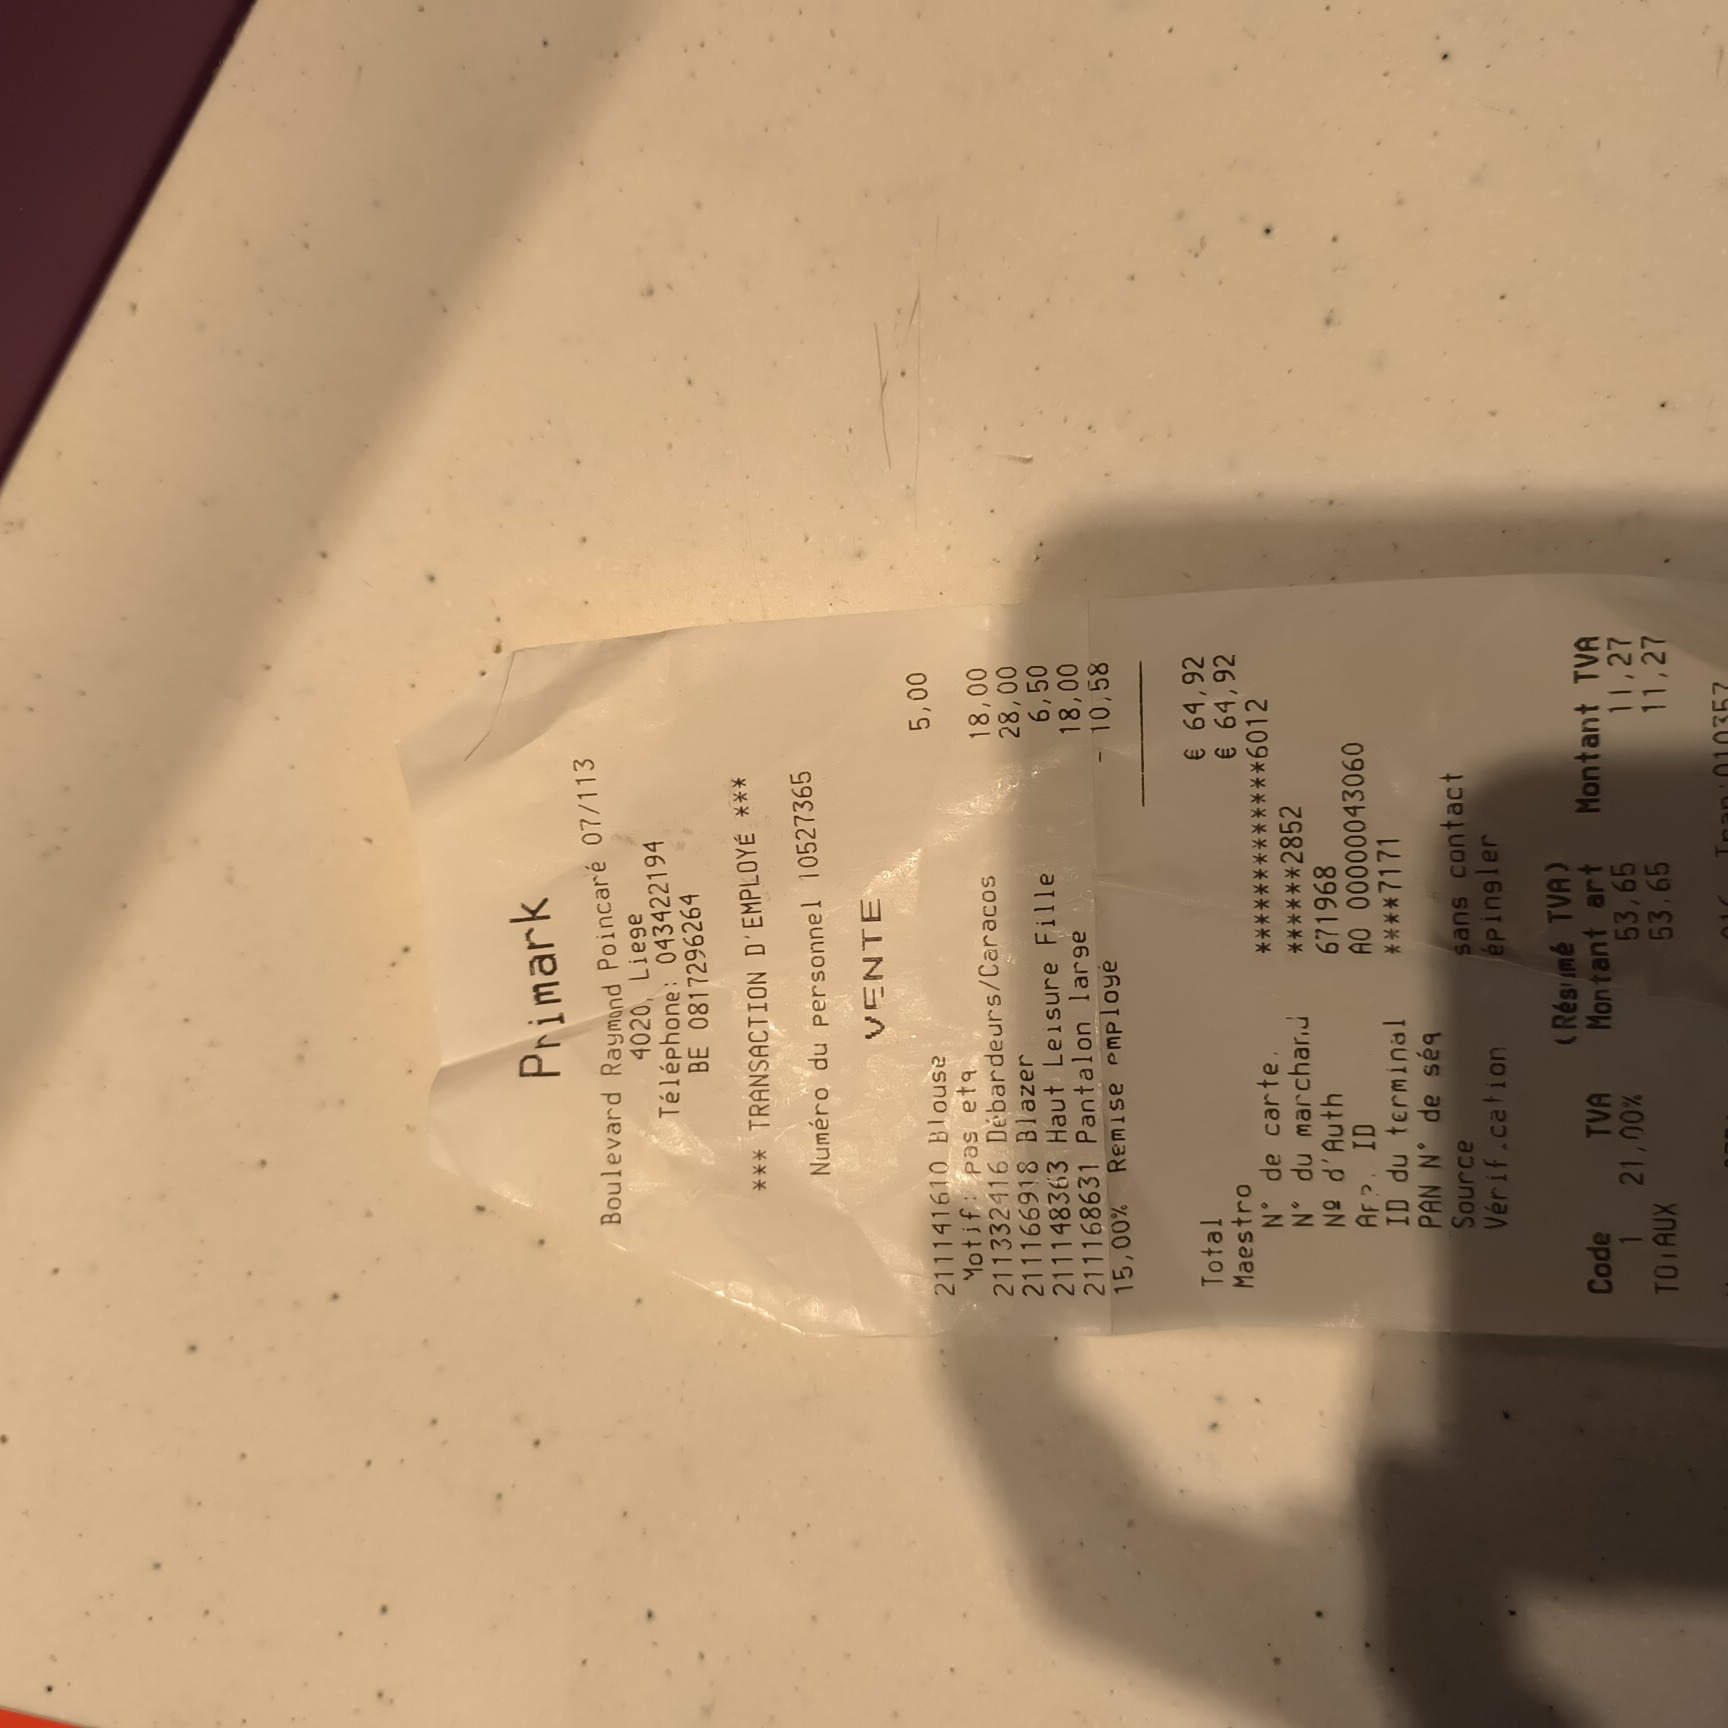 Primark
Boulevard Raymond Poincaré 07/113
4020, Liege
Téléphone: 043422194
BE 0817296264
*** TRANSACTION D'EMPLOYÉ ***
Numéro du personnel 10527365
VENTE
211141610 Blouse 5,00
Motif: pas etq
211332416 Débardeurs/Caracos 18,00
211166918 Blazer 28,00
211148363 Haut Leisure Fille 6,50
211168631 Pantalon large 18,00
15,00% Remise employé - 10,58
Total € 64,92
Maestro € 64,92
N° de carte. ***************6012
N° du marchand ******2852
Nº d'Auth 671968
ID A0 0000043060
ID du terminal ****7171
PAN N° de séq
Source sans contact
Vérification épingler
(Résumé TVA)
Code TVA Montant art Montant TVA
1 21,00% 53,65 11,27
TOTAUX 53,65 11,27